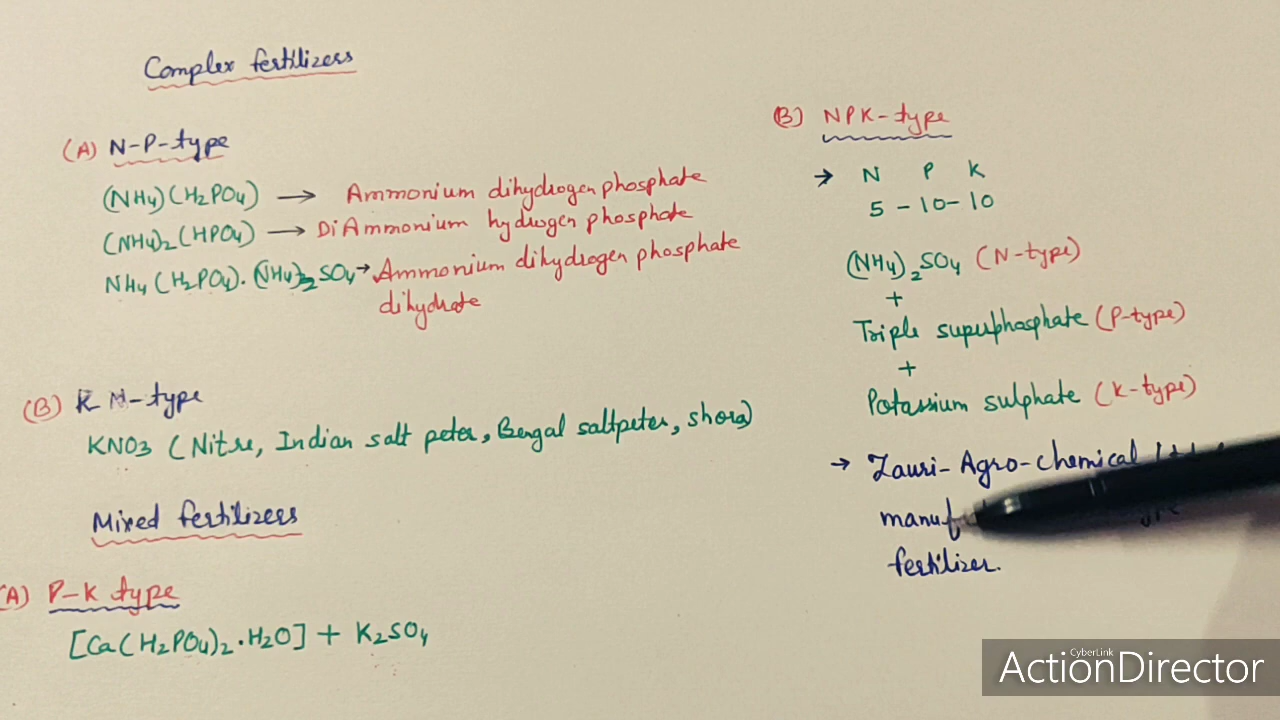 Complex fertilizers
(A) N-P-type
(NH4)(H2PO4) → Ammonium dihydrogen phosphate
(NH4)2(HPO4) → DiAmmonium hydrogen phosphate
NH4(H2PO4).(NH4)2SO4 → Ammonium dihydrogen phosphate
dihydrate
(B) K N-type
KNO3 (Nitre, Indian salt peter, Bengal saltpeter, shora)
Mixed fertilizers
(A) P-K type
[Ca(H2PO4)2.H2O] + K2SO4
(B) NPK-type
→ N P K
5-10-10
(NH4)2SO4 (N-type)
+
Triple superphosphate (P-type)
+
Potassium sulphate (K-type)
→ Zauri-Agro-chemical
fertilizer.
CyberLink
ActionDirector